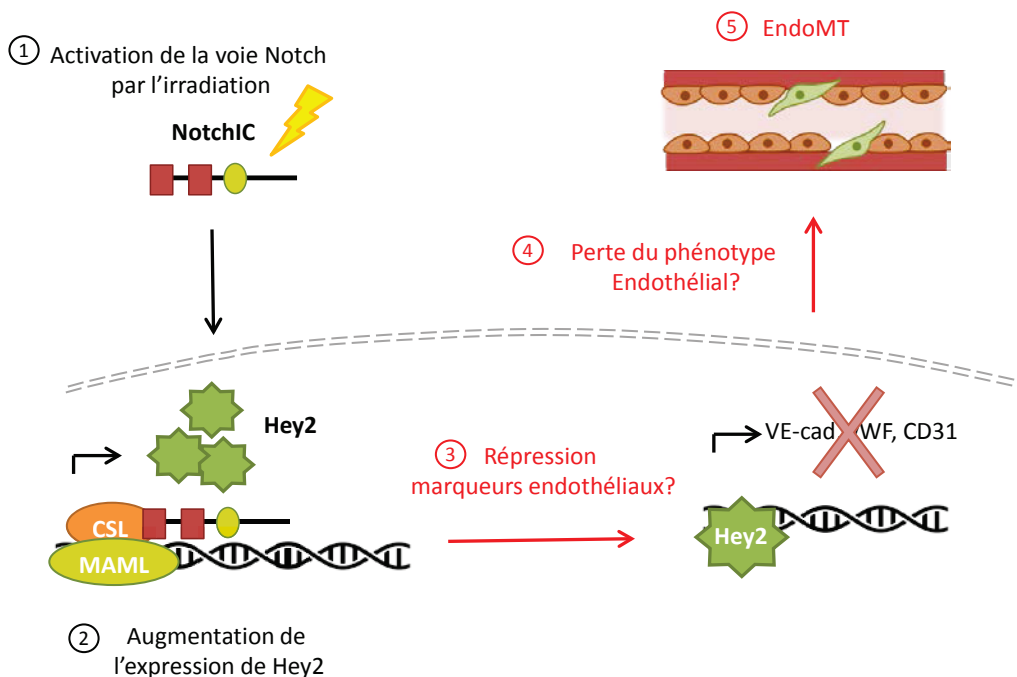 1 Activation de la voie Notch
par l'irradiation
NotchIC
Hey2
CSL
MAML
2 Augmentation de
l'expression de Hey2
3 Répression
marqueurs endothéliaux?
VE-cad WF, CD31
Hey2
4 Perte du phénotype
Endothélial?
5 EndoMT